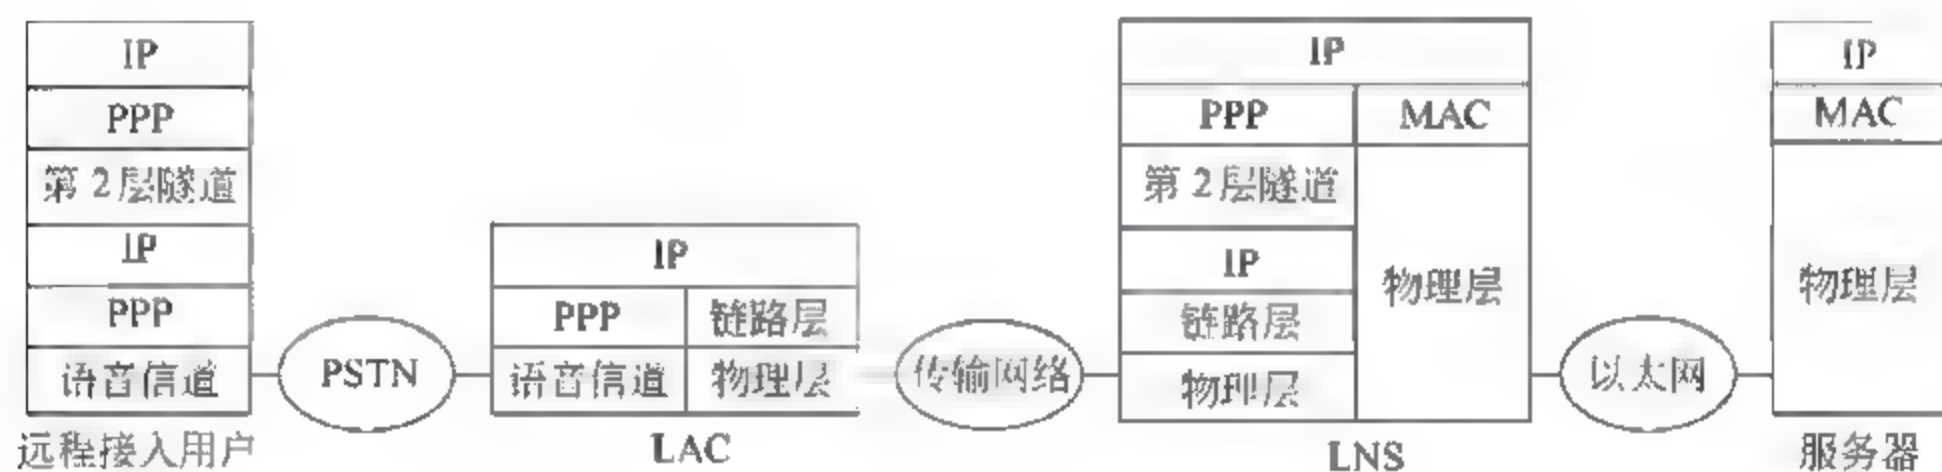 IP
PPP
第2层隧道
IP
PPP
语音信道
远程接入用户
PSTN
IP
PPP 链路层
语音信道 物理层
LAC
传输网络
IP
PPP MAC
第2层隧道
IP
链路层
物理层
物理层
LNS
以太网
IP
MAC
物理层
服务器